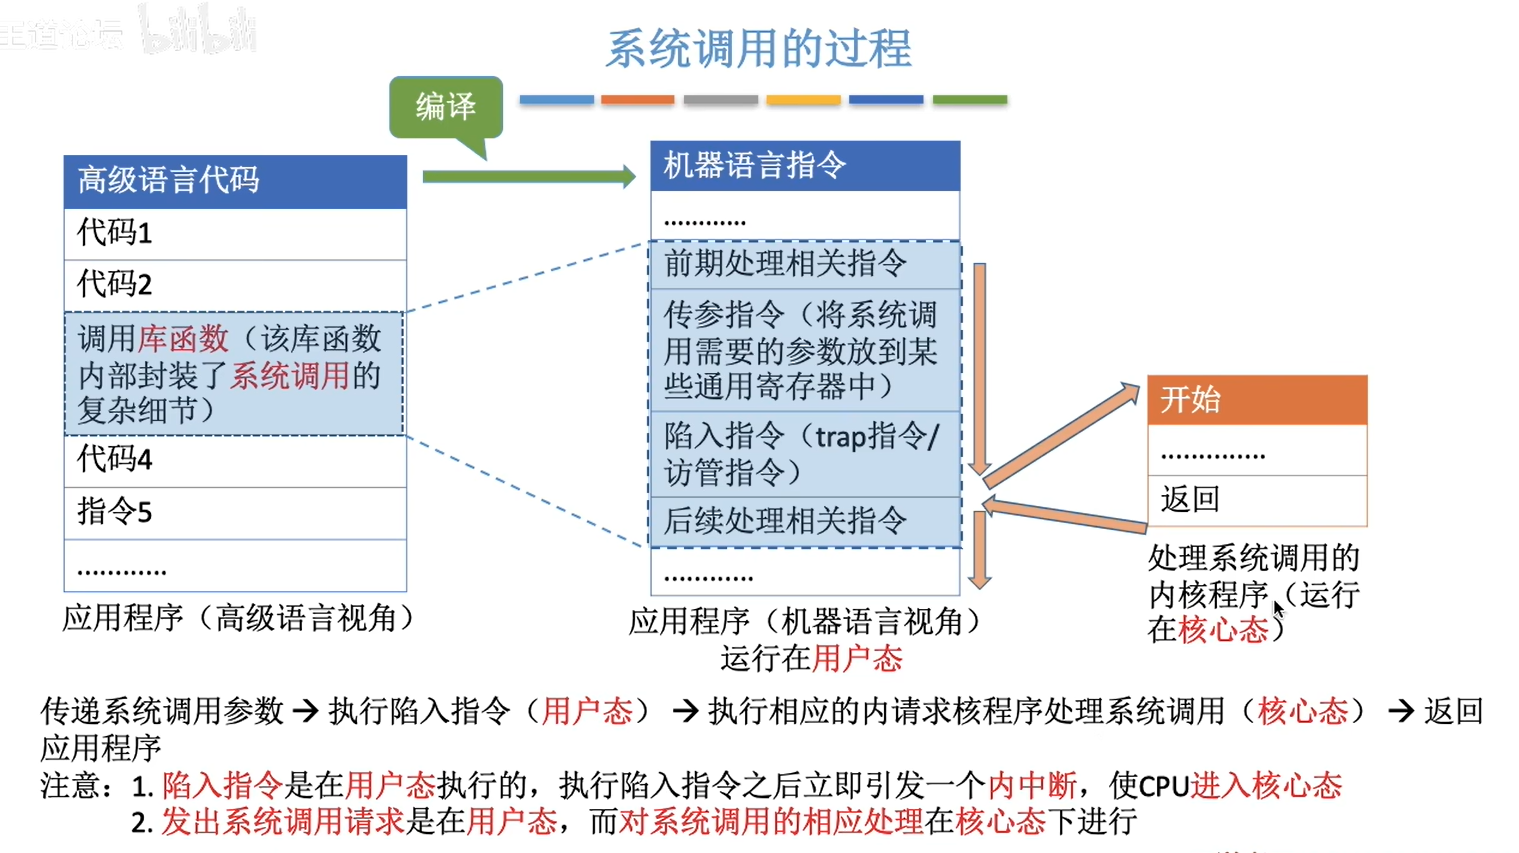 王道论坛 bilibili
系统调用的过程
编译
高级语言代码
代码1
代码2
调用库函数（该库函数
内部封装了系统调用的
复杂细节）
代码4
指令5
…………
应用程序（高级语言视角）
机器语言指令
…………
前期处理相关指令
传参指令（将系统调
用需要的参数放到某
些通用寄存器中）
陷入指令（trap指令/
访管指令）
后续处理相关指令
…………
应用程序（机器语言视角）
运行在用户态
开始
…………..
返回
处理系统调用的
内核程序（运行
在核心态）
传递系统调用参数 → 执行陷入指令（用户态） → 执行相应的内请求核程序处理系统调用（核心态） → 返回
应用程序
注意：1. 陷入指令是在用户态执行的，执行陷入指令之后立即引发一个内中断，使CPU进入核心态
2. 发出系统调用请求是在用户态，而对系统调用的相应处理在核心态下进行